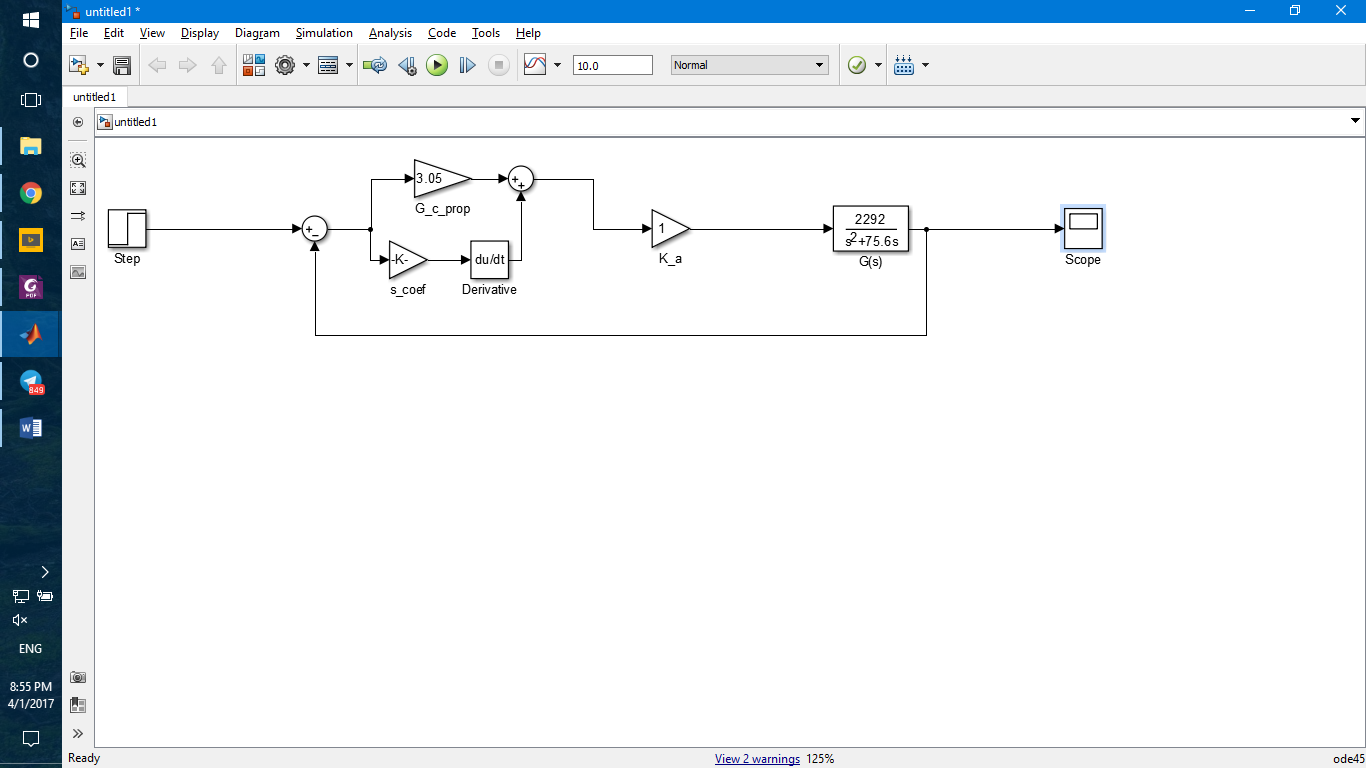 untitled1 *
File Edit View Display Diagram Simulation Analysis Code Tools Help
10.0 Normal
untitled1
untitled1
Step
+
−
3.05
G_c_prop
-K-
s_coef
du/dt
Derivative
+
+
1
K_a
2292
s²+75.6s
G(s)
Scope
PDF
849
W
ENG
8:55 PM
4/1/2017
Ready View 2 warnings 125% ode45